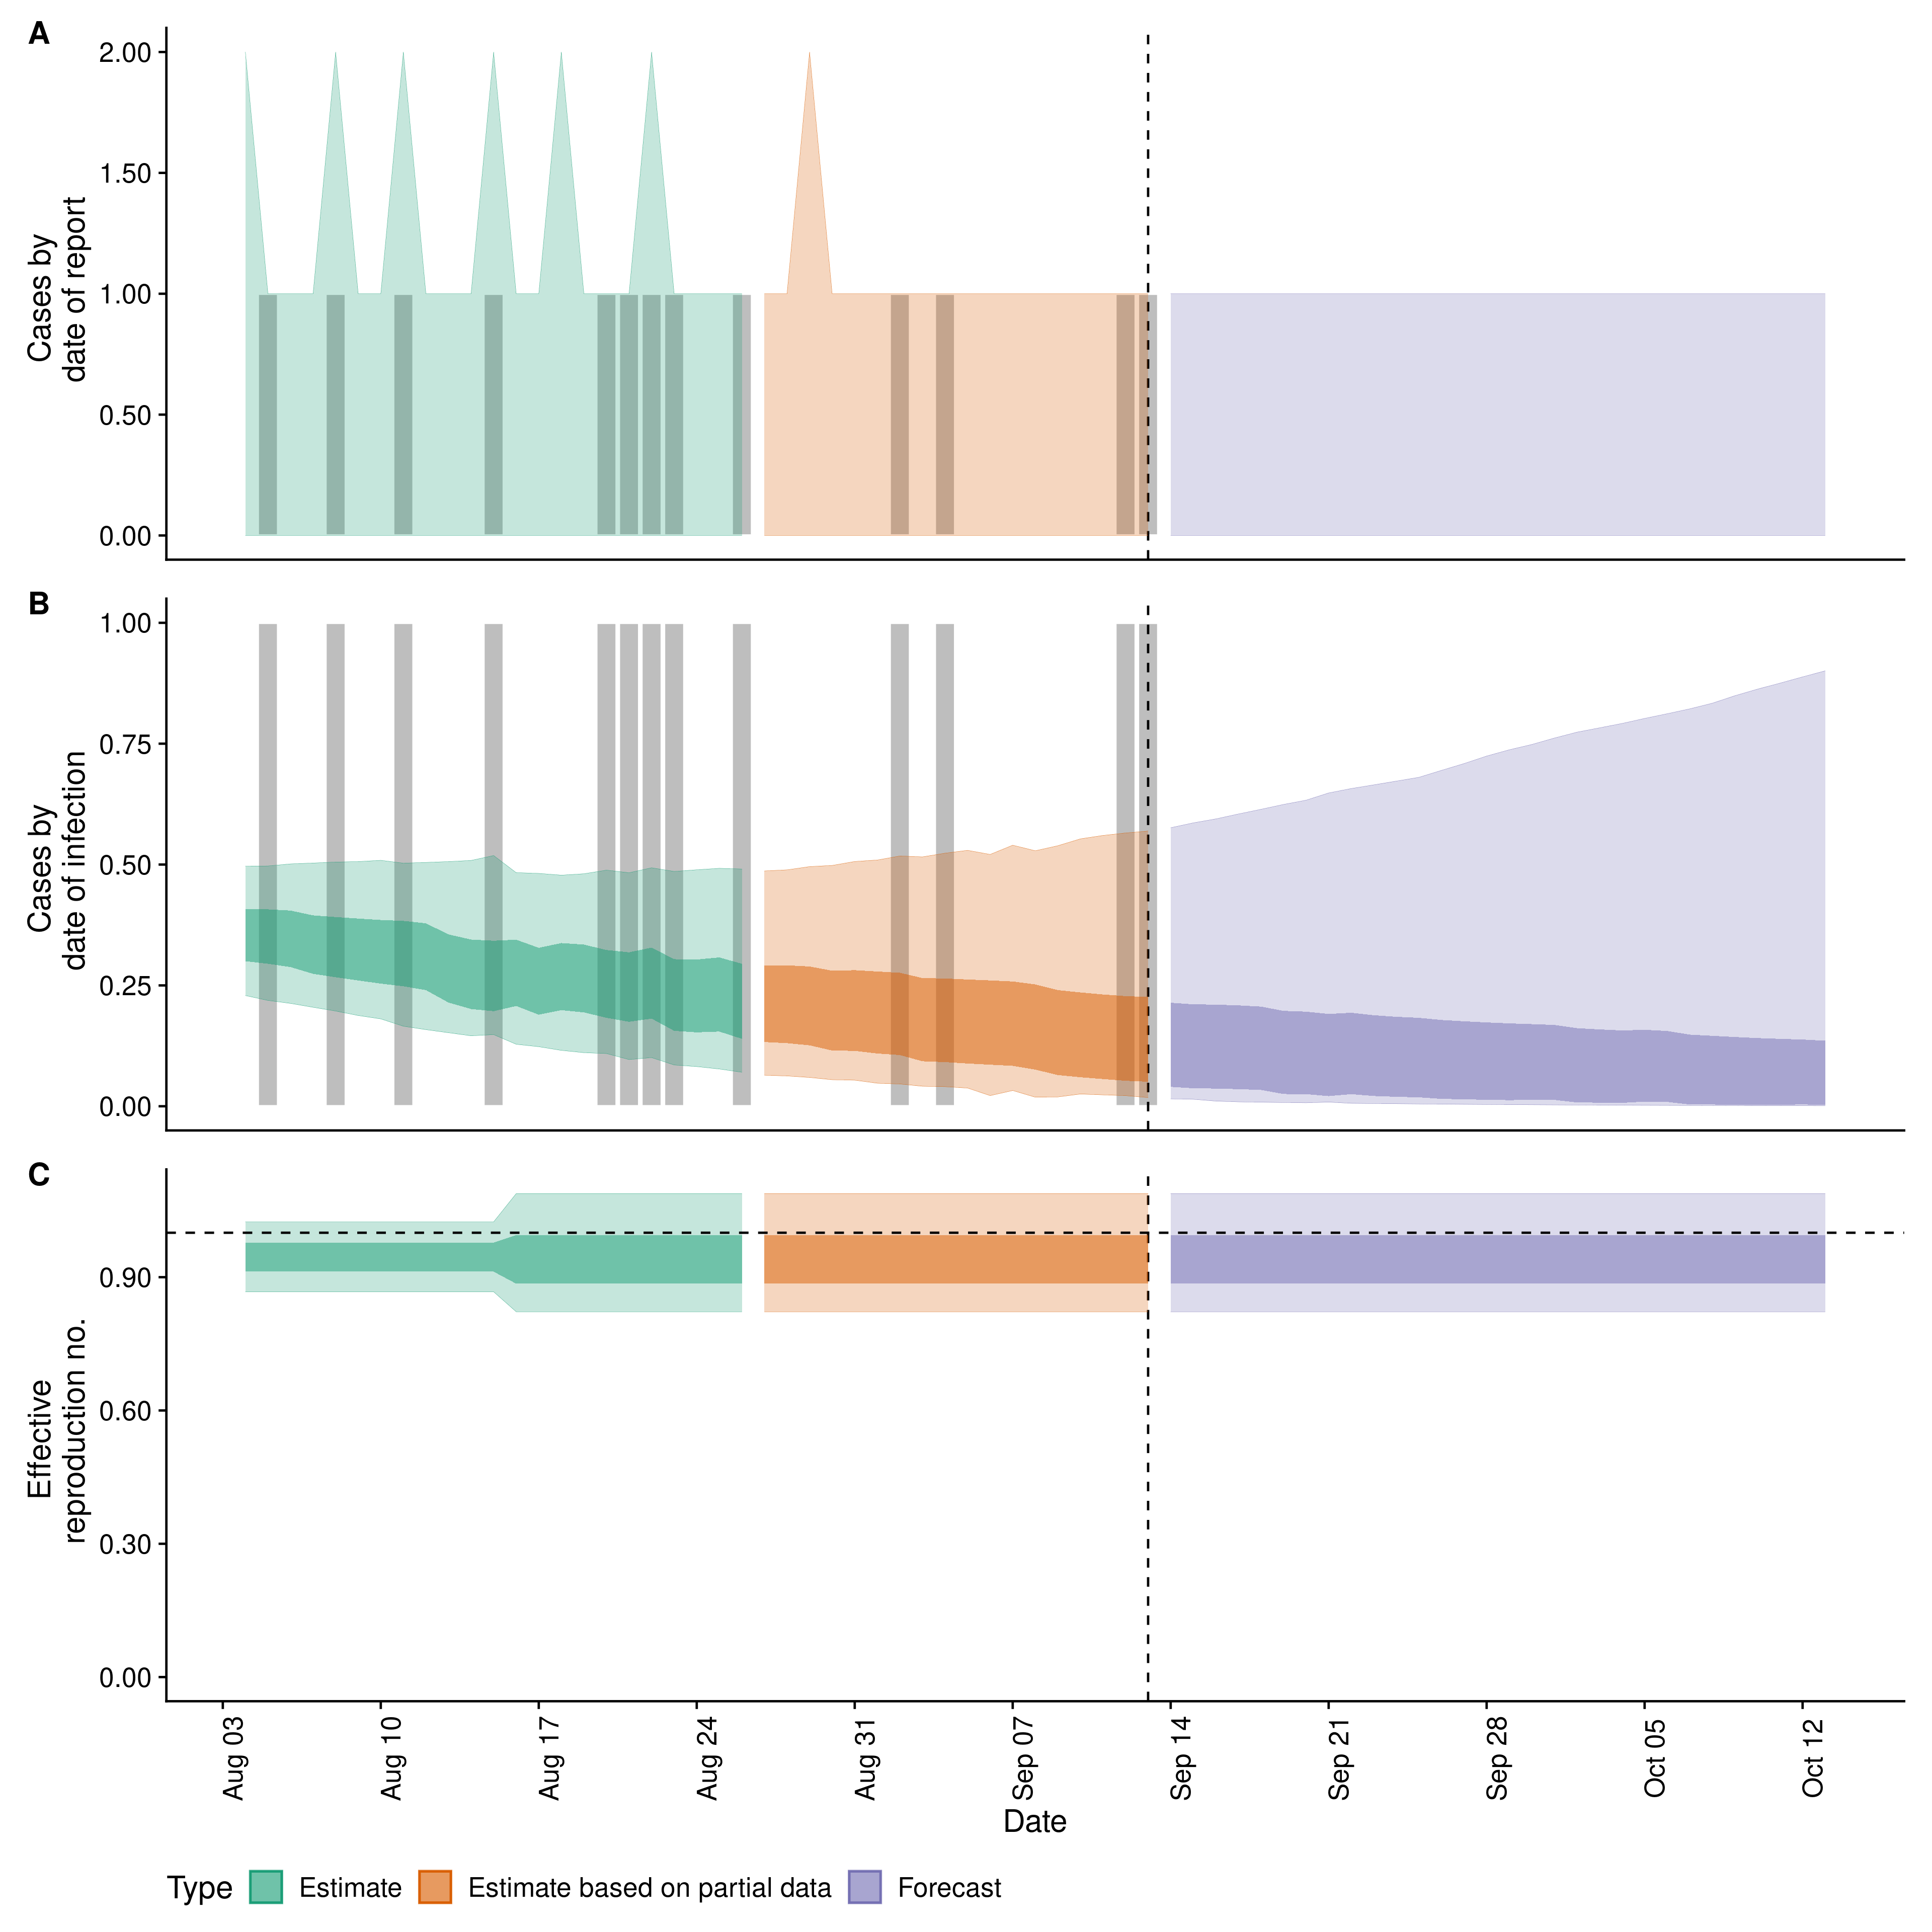 A
Cases by
date of report
2.00
1.50
1.00
0.50
0.00
B
Cases by
date of infection
1.00
0.75
0.50
0.25
0.00
C
Effective
reproduction no.
0.90
0.60
0.30
0.00
Aug 03
Aug 10
Aug 17
Aug 24
Aug 31
Sep 07
Sep 14
Sep 21
Sep 28
Oct 05
Oct 12
Date
Type Estimate Estimate based on partial data Forecast